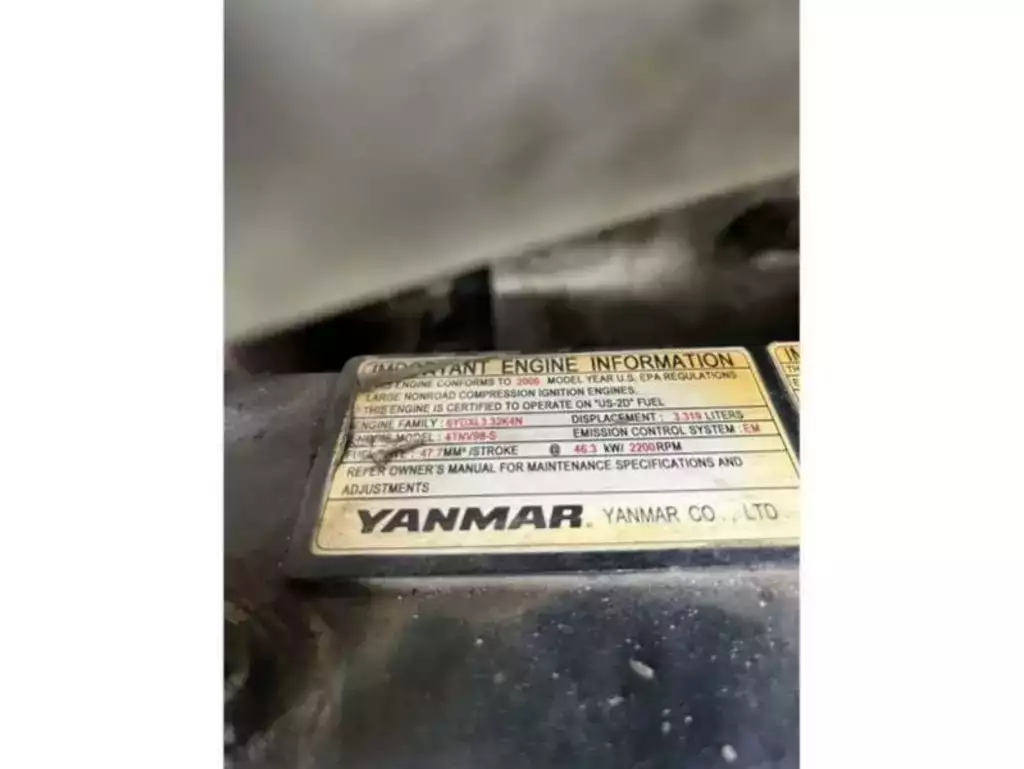 IMPORTANT ENGINE INFORMATION
THIS ENGINE CONFORMS TO 2006 MODEL YEAR U.S. EPA REGULATIONS
LARGE NONROAD COMPRESSION IGNITION ENGINES.
THIS ENGINE IS CERTIFIED TO OPERATE ON "US-2D" FUEL
ENGINE FAMILY : 6YDXL3.32K4N DISPLACEMENT : 3.319 LITERS
ENGINE MODEL : 4TNV98-S EMISSION CONTROL SYSTEM : EM
FUEL RATE : 47.7MM³/STROKE @ 46.3 kW/ 2200RPM
REFER OWNER'S MANUAL FOR MAINTENANCE SPECIFICATIONS AND
ADJUSTMENTS
YANMAR. YANMAR CO., LTD